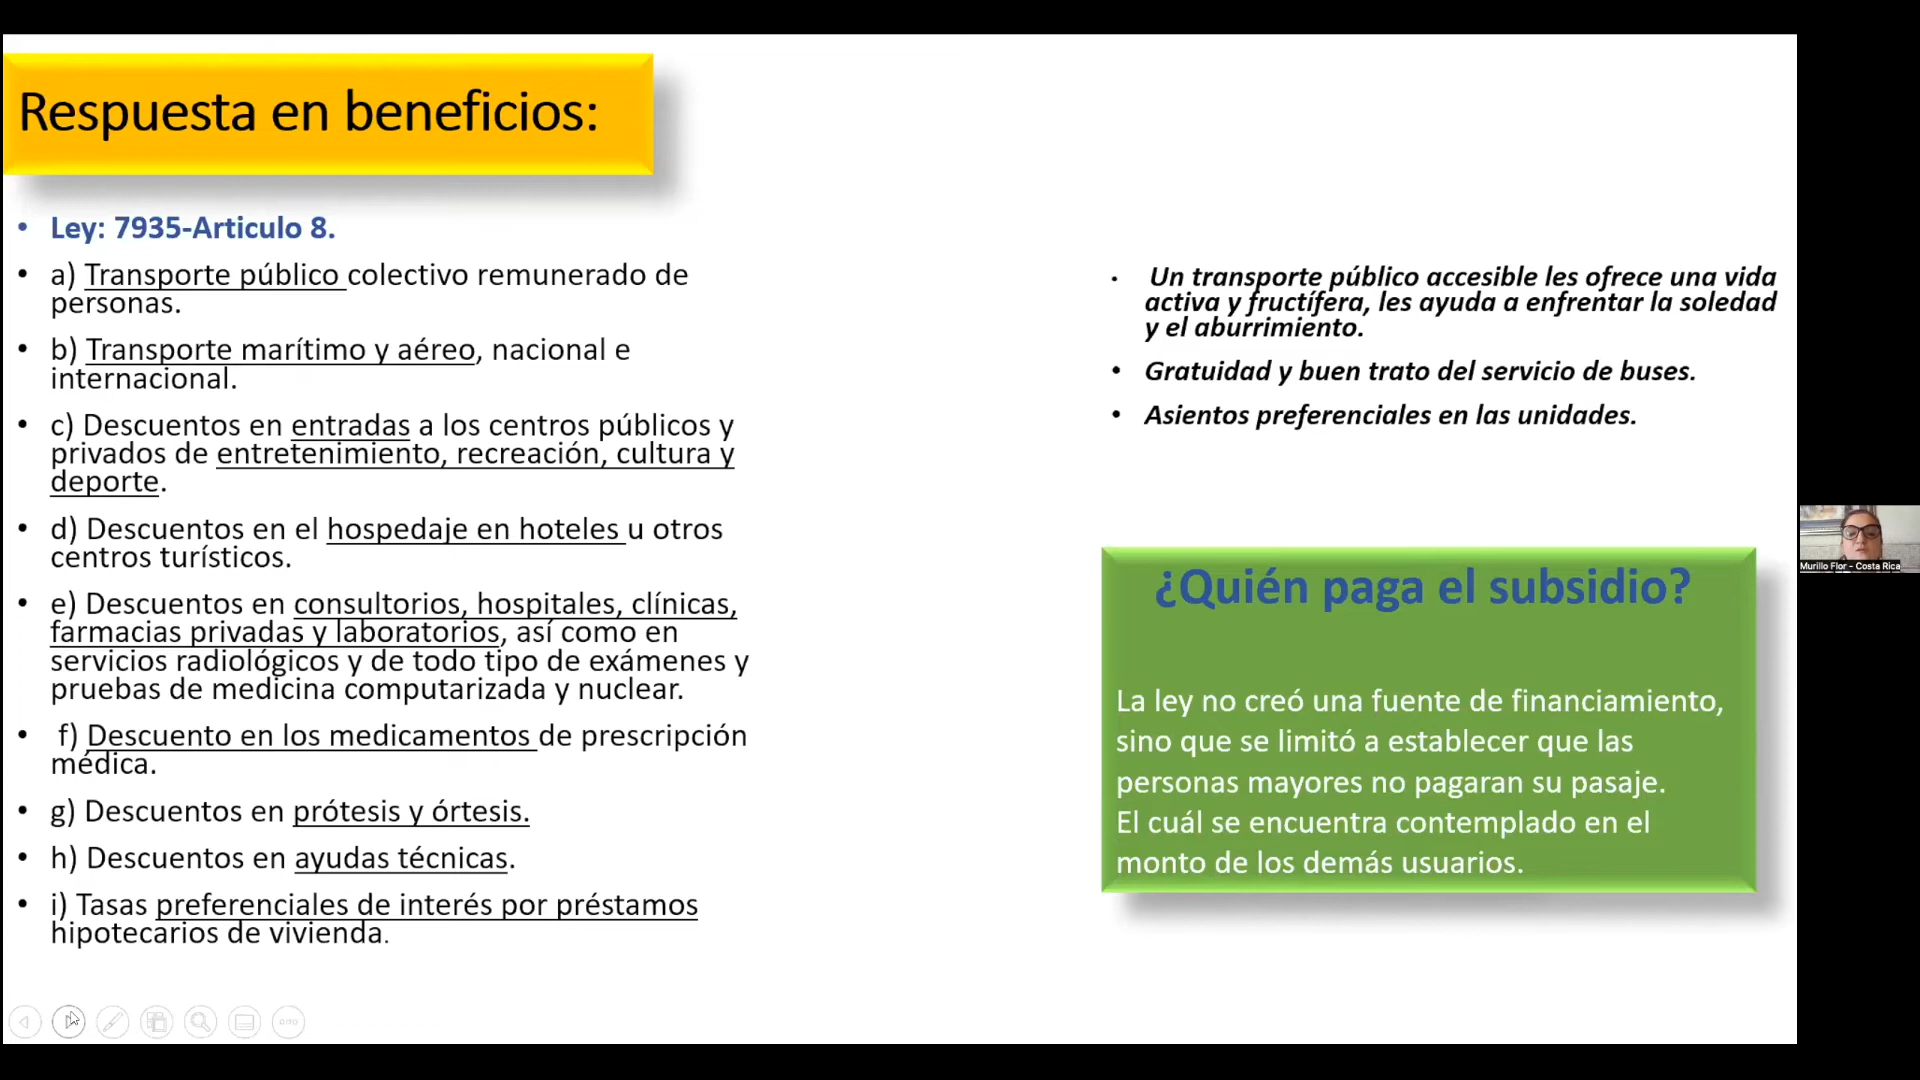 Respuesta en beneficios:
• Ley: 7935-Articulo 8.
• a) Transporte público colectivo remunerado de
personas.
• b) Transporte marítimo y aéreo, nacional e
internacional.
• c) Descuentos en entradas a los centros públicos y
privados de entretenimiento, recreación, cultura y
deporte.
• d) Descuentos en el hospedaje en hoteles u otros
centros turísticos.
• e) Descuentos en consultorios, hospitales, clínicas,
farmacias privadas y laboratorios, así como en
servicios radiológicos y de todo tipo de exámenes y
pruebas de medicina computarizada y nuclear.
• f) Descuento en los medicamentos de prescripción
médica.
• g) Descuentos en prótesis y órtesis.
• h) Descuentos en ayudas técnicas.
• i) Tasas preferenciales de interés por préstamos
hipotecarios de vivienda.
• Un transporte público accesible les ofrece una vida
activa y fructífera, les ayuda a enfrentar la soledad
y el aburrimiento.
• Gratuidad y buen trato del servicio de buses.
• Asientos preferenciales en las unidades.
¿Quién paga el subsidio?
La ley no creó una fuente de financiamiento,
sino que se limitó a establecer que las
personas mayores no pagaran su pasaje.
El cuál se encuentra contemplado en el
monto de los demás usuarios.
Murillo Flor - Costa Rica